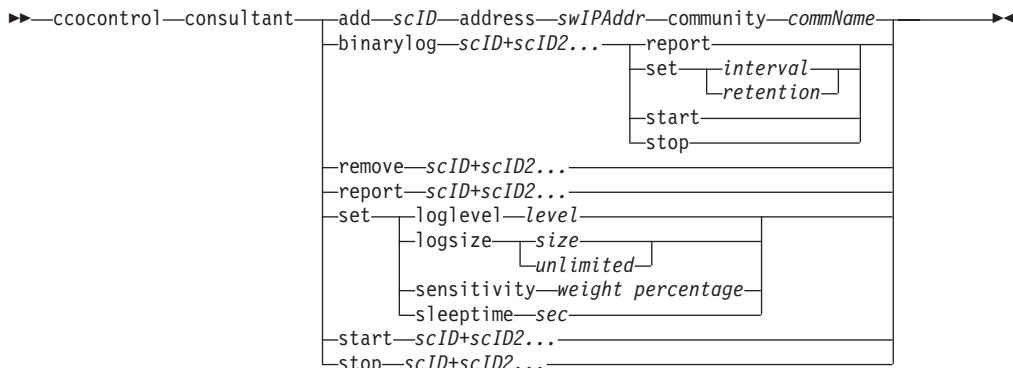 ccocontrol consultant add scID address swIPAddr community commName
binarylog scID+scID2... report
set interval
retention
start
stop
remove scID+scID2...
report scID+scID2...
set loglevel level
logsize size
unlimited
sensitivity weight percentage
sleeptime sec
start scID+scID2...
stop scID+scID2...